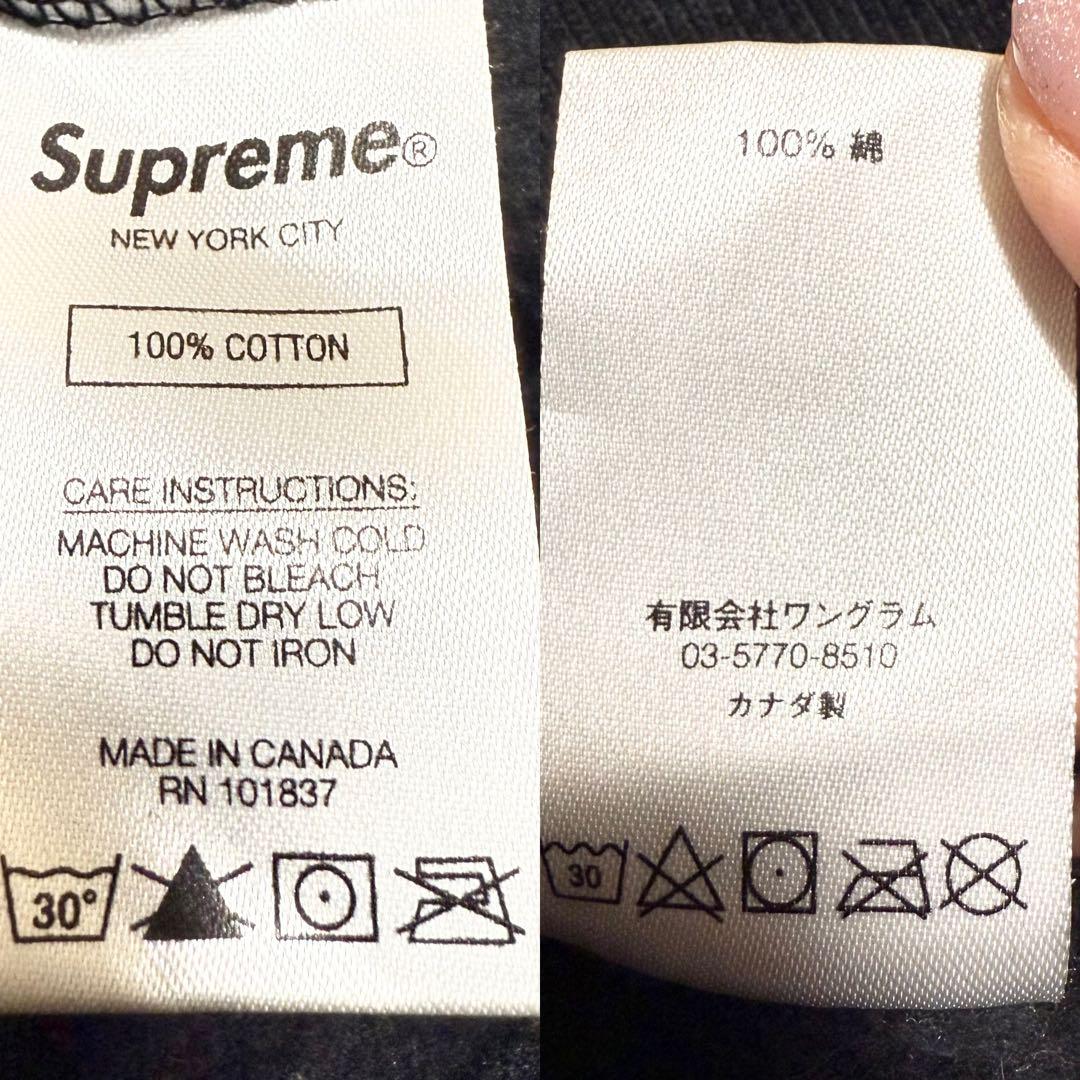 Supreme®
NEW YORK CITY
100% COTTON
CARE INSTRUCTIONS:
MACHINE WASH COLD
DO NOT BLEACH
TUMBLE DRY LOW
DO NOT IRON
MADE IN CANADA
RN 101837
30°
100% 綿
有限会社ワングラム
03-5770-8510
カナダ製
30